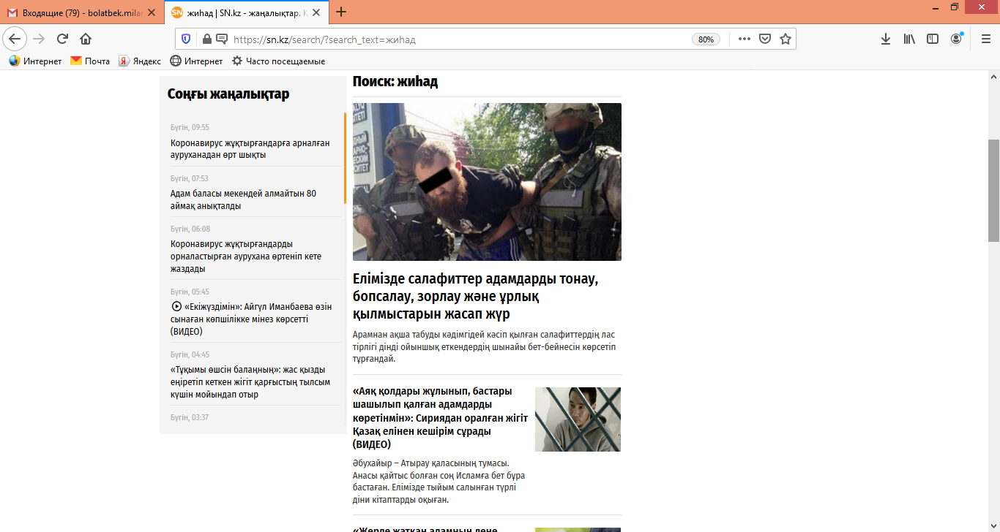 Входящие (79) - bolatbek.mila
жиһад | SN.kz - жаңалықтар. Қ
https://sn.kz/search/?search_text=жиһад
80%
Интернет
Почта
Яндекс
Интернет
Часто посещаемые
Соңғы жаңалықтар
Бүгін, 09:55
Коронавирус жұқтырғандарға арналған
ауруханадан өрт шықты
Бүгін, 07:53
Адам баласы мекендей алмайтын 80
аймақ анықталды
Бүгін, 06:08
Коронавирус жұқтырғандарды
орналастырған аурухана өртеніп кете
жаздады
Бүгін, 05:45
«Екіжүздімін»: Айгүл Иманбаева өзін
сынаған көпшілікке мінез көрсетті
(ВИДЕО)
Бүгін, 04:45
«Тұқымы өшсін балаңның»: жас қызды
еңіретіп кеткен жігіт қарғыстың тылсым
күшін мойындап отыр
Бүгін, 03:37
Поиск: жиһад
Елімізде салафиттер адамдарды тонау,
бопсалау, зорлау және ұрлық
қылмыстарын жасап жүр
Арамнан ақша табуды кәдімгідей кәсіп қылған салафиттердің лас
тірлігі дінді ойыншық еткендердің шынайы бет-бейнесін көрсетіп
тұрғандай.
«Аяқ қолдары жұлынып, бастары
шашылып қалған адамдарды
көретінмін»: Сириядан оралған жігіт
Қазақ елінен кешірім сұрады
(ВИДЕО)
Әбухайыр – Атырау қаласының тумасы.
Анасы қайтыс болған соң Исламға бет бұра
бастаған. Елімізде тыйым салынған түрлі
діни кітаптарды оқыған.
«Жерде жатқан адамның дене